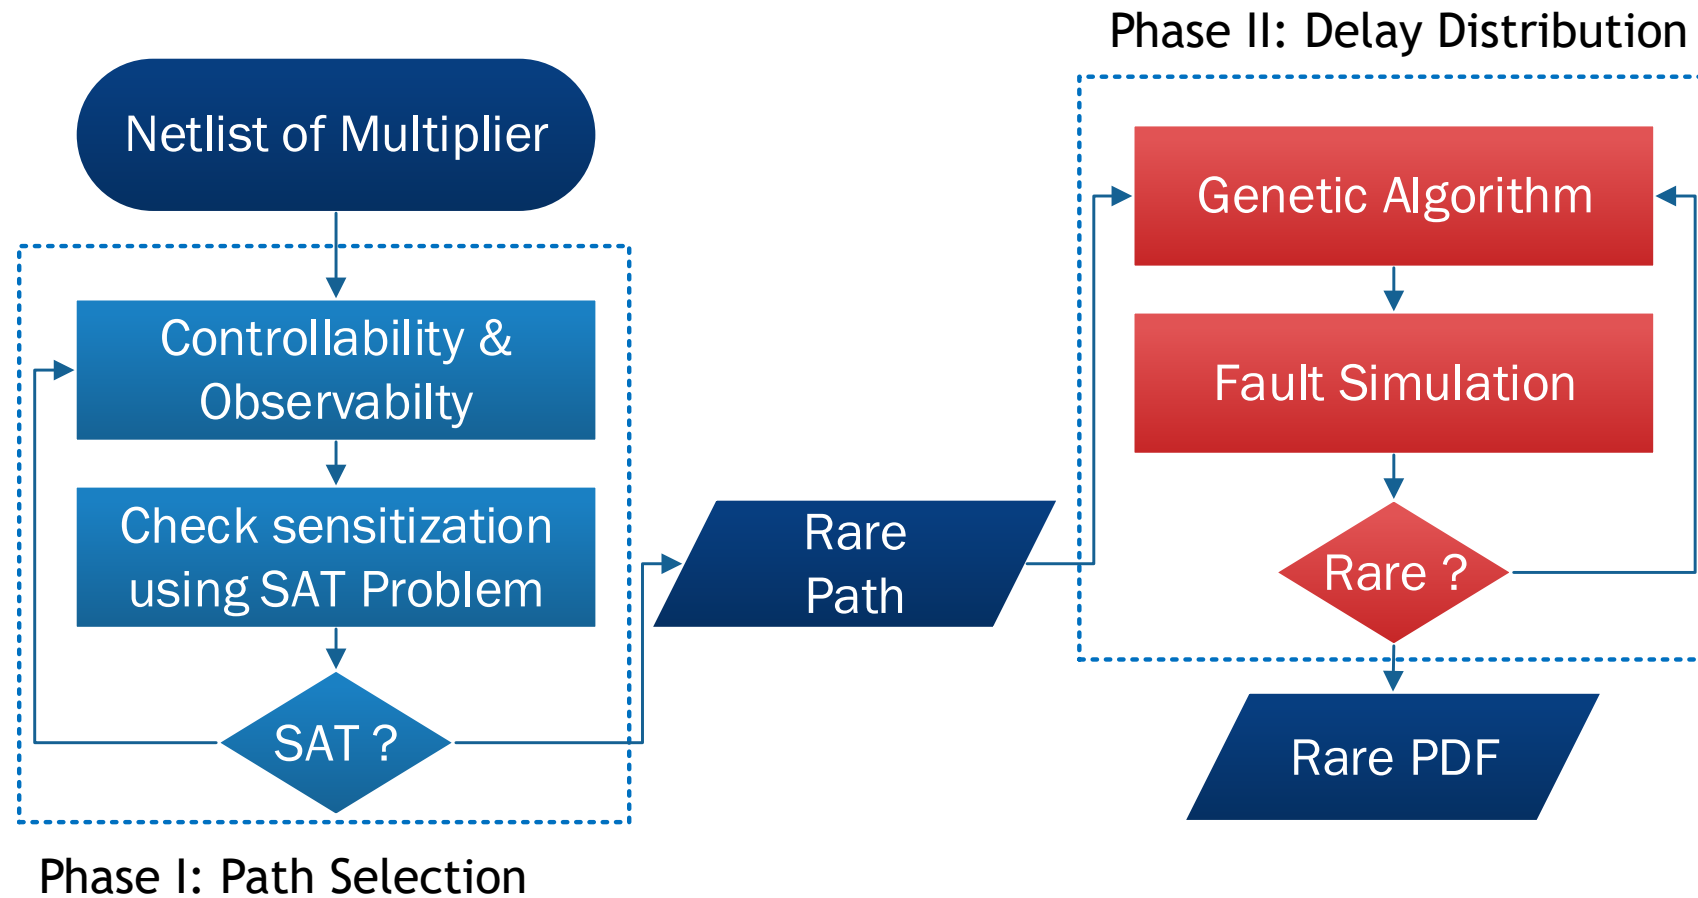 Netlist of Multiplier
Controllability &
Observabilty
Check sensitization
using SAT Problem
SAT ?
Phase I: Path Selection
Rare
Path
Phase II: Delay Distribution
Genetic Algorithm
Fault Simulation
Rare ?
Rare PDF